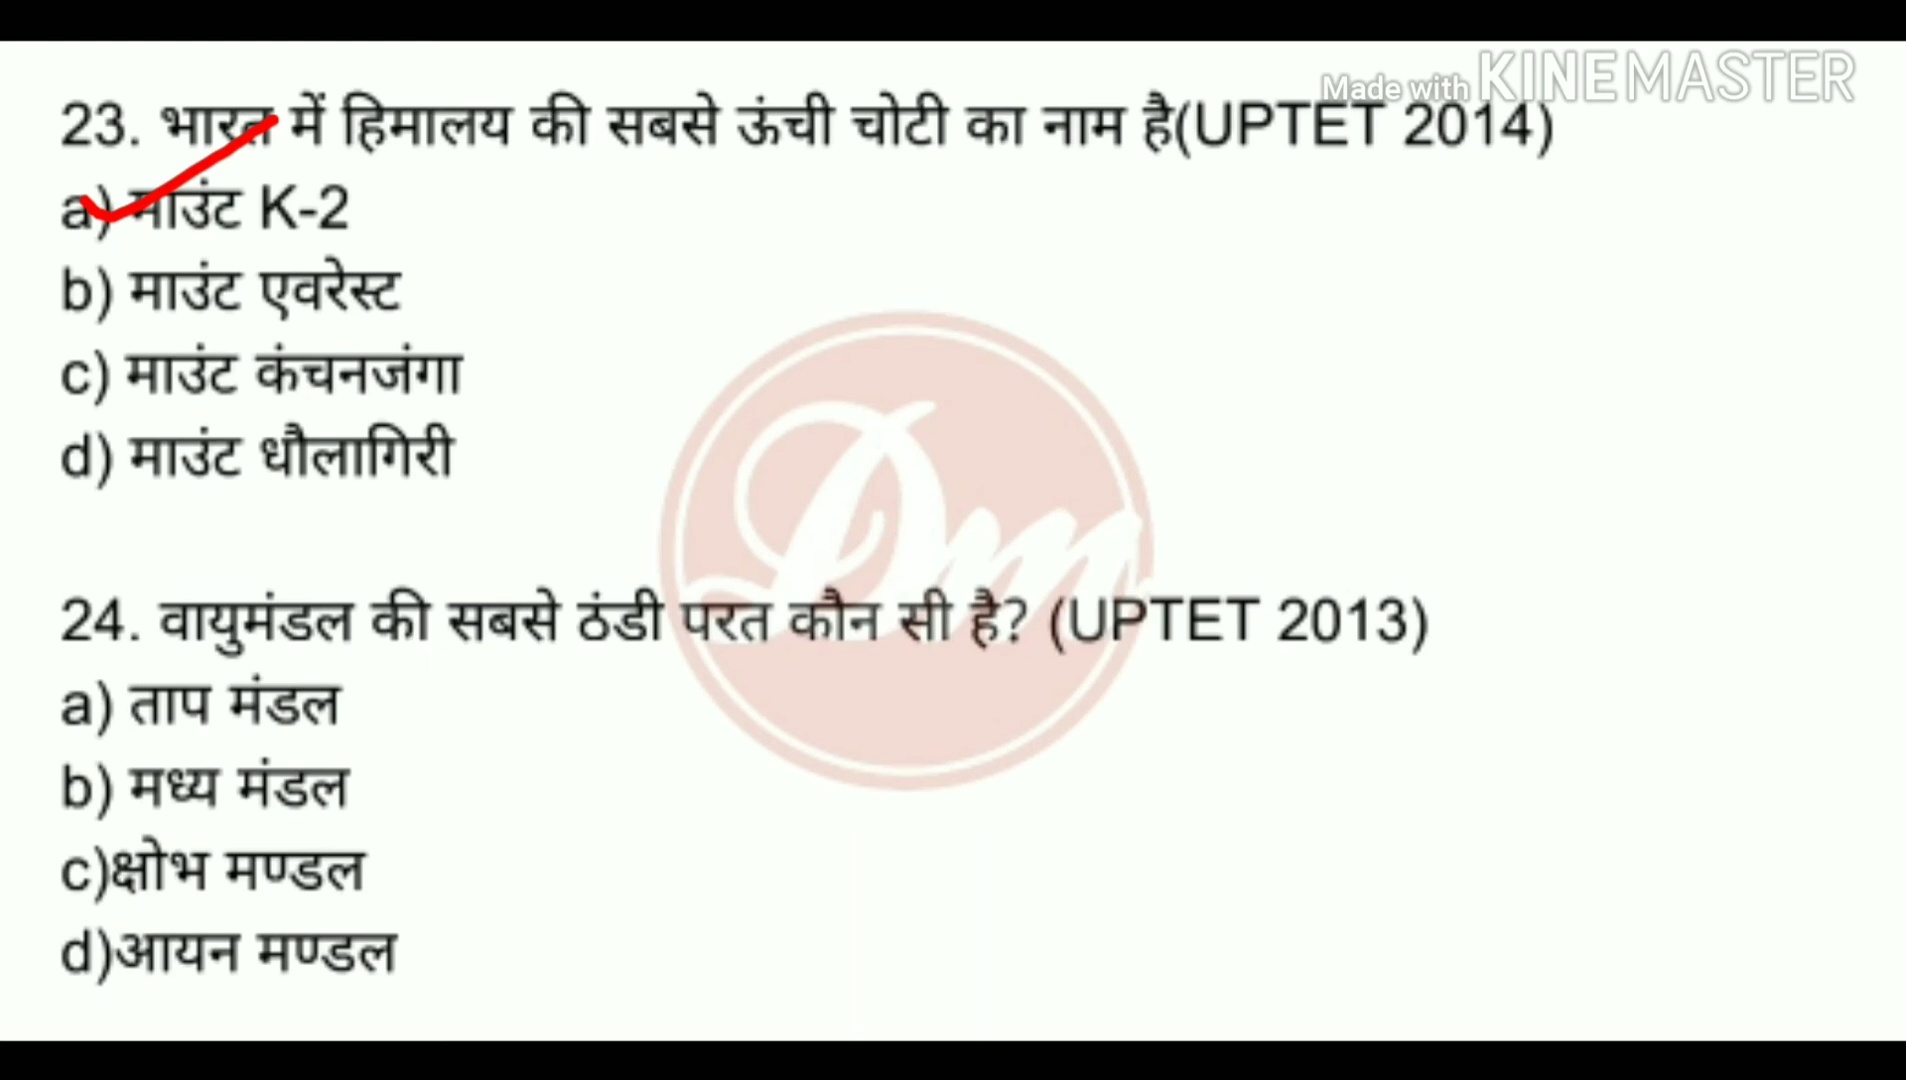 Made with KINEMASTER
23. भारत में हिमालय की सबसे ऊंची चोटी का नाम है(UPTET 2014)
a) माउंट K-2
b) माउंट एवरेस्ट
c) माउंट कंचनजंगा
d) माउंट धौलागिरी
Dm
24. वायुमंडल की सबसे ठंडी परत कौन सी है? (UPTET 2013)
a) ताप मंडल
b) मध्य मंडल
c)क्षोभ मण्डल
d)आयन मण्डल